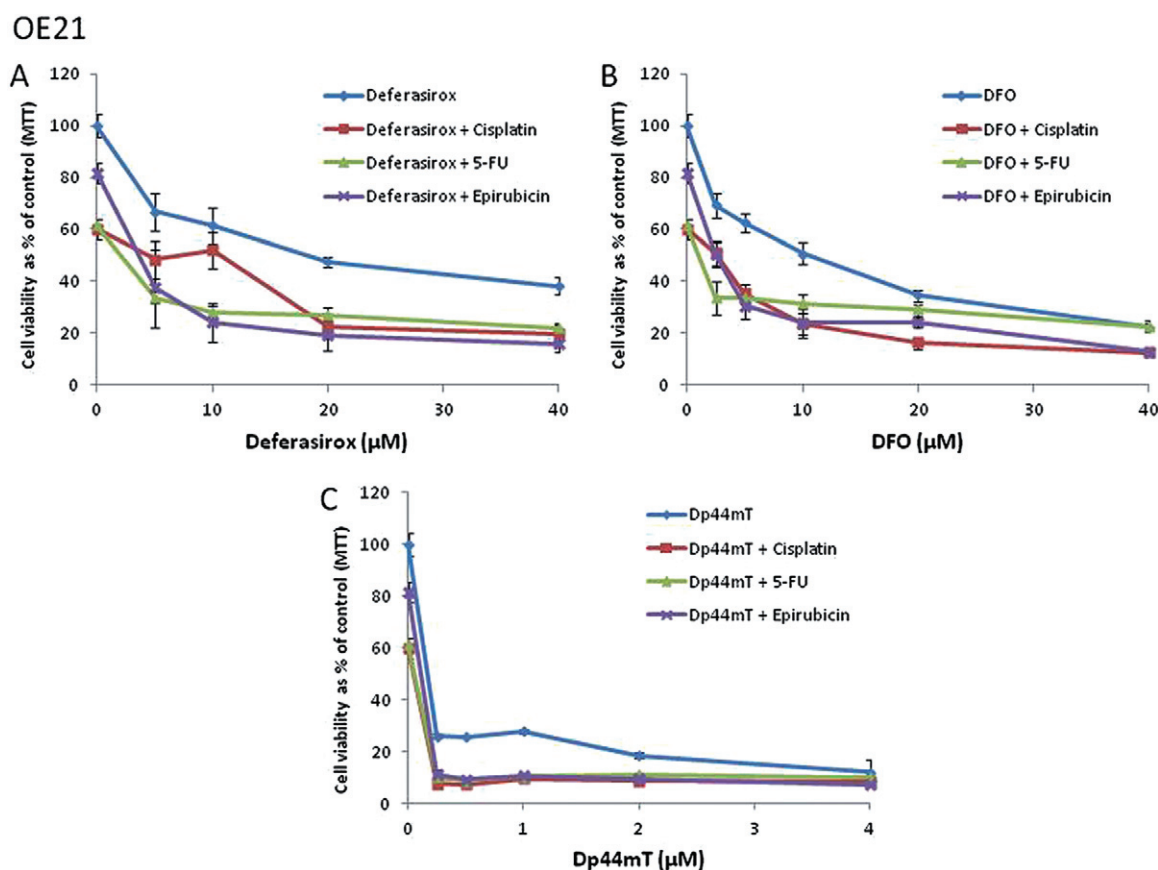 OE21
A
Cell viability as % of control (MTT)
120
100
80
60
40
20
0
0 10 20 30 40
Deferasirox (µM)
Deferasirox
Deferasirox + Cisplatin
Deferasirox + 5-FU
Deferasirox + Epirubicin
B
Cell viability as % of control (MTT)
120
100
80
60
40
20
0
0 10 20 30 40
DFO (µM)
DFO
DFO + Cisplatin
DFO + 5-FU
DFO + Epirubicin
C
Cell viability as % of control (MTT)
120
100
80
60
40
20
0
0 1 2 3 4
Dp44mT (µM)
Dp44mT
Dp44mT + Cisplatin
Dp44mT + 5-FU
Dp44mT + Epirubicin